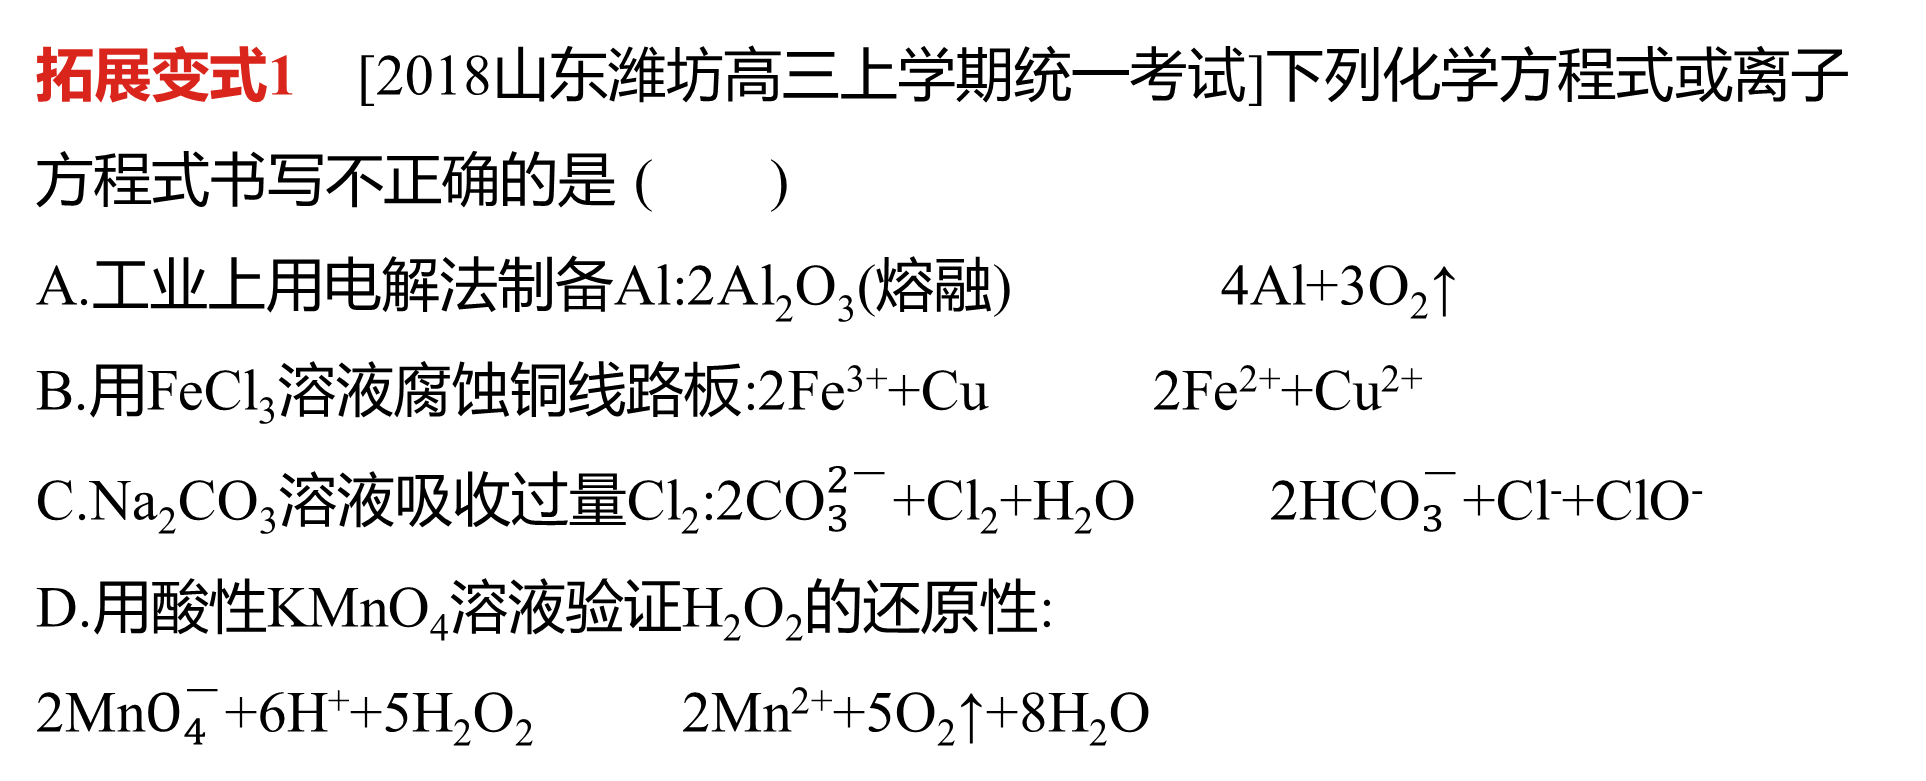 拓展变式1 [2018山东潍坊高三上学期统一考试]下列化学方程式或离子
方程式书写不正确的是 ( )
A.工业上用电解法制备Al:2Al₂O₃(熔融) 4Al+3O₂↑
B.用FeCl₃溶液腐蚀铜线路板:2Fe³⁺+Cu 2Fe²⁺+Cu²⁺
C.Na₂CO₃溶液吸收过量Cl₂:2CO₃²⁻+Cl₂+H₂O 2HCO₃⁻+Cl⁻+ClO⁻
D.用酸性KMnO₄溶液验证H₂O₂的还原性:
2MnO₄⁻+6H⁺+5H₂O₂ 2Mn²⁺+5O₂↑+8H₂O